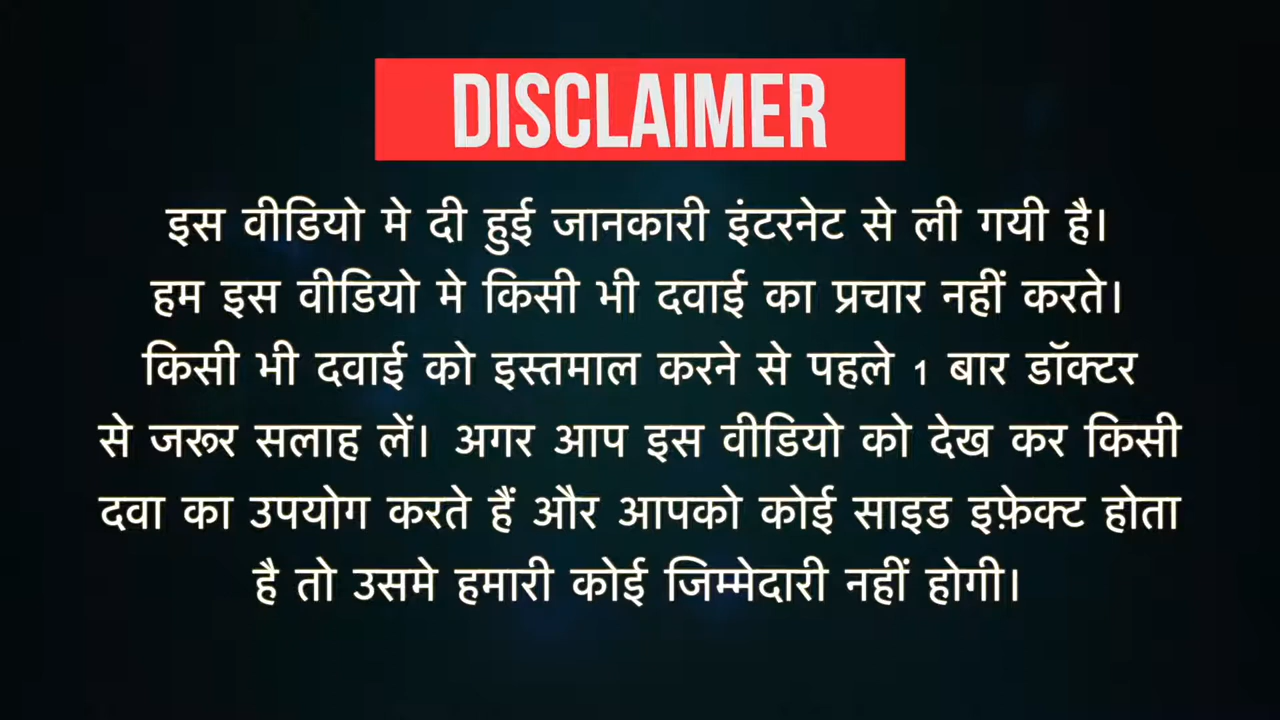 DISCLAIMER
इस वीडियो मे दी हुई जानकारी इंटरनेट से ली गयी है।
हम इस वीडियो मे किसी भी दवाई का प्रचार नहीं करते।
किसी भी दवाई को इस्तमाल करने से पहले 1 बार डॉक्टर
से जरूर सलाह लें। अगर आप इस वीडियो को देख कर किसी
दवा का उपयोग करते हैं और आपको कोई साइड इफ़ेक्ट होता
है तो उसमे हमारी कोई जिम्मेदारी नहीं होगी।